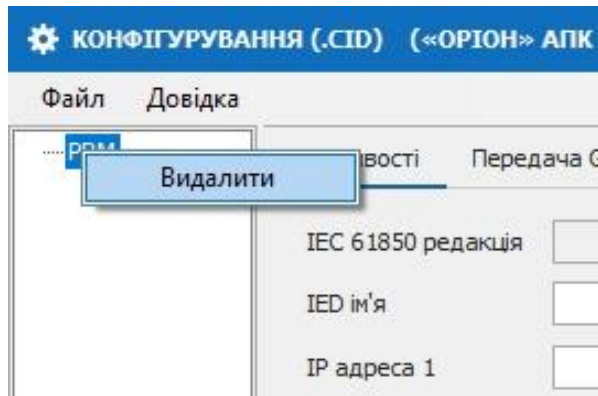 КОНФІГУРУВАННЯ (.CID) («ОРІОН» АПК
Файл Довідка
Видалити
Передача
IEC 61850 редакція
IED ім'я
IP адреса 1